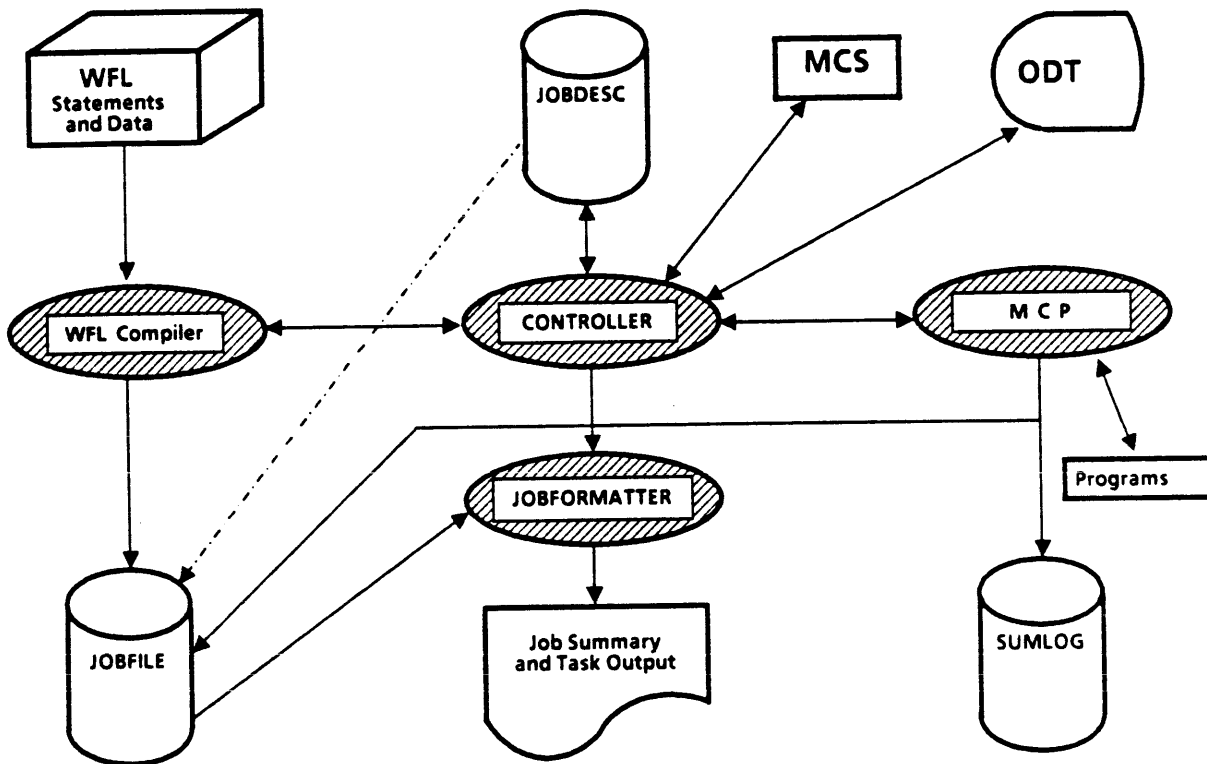 WFL
Statements
and Data
JOBDESC
MCS
ODT
WFL Compiler
CONTROLLER
M C P
JOBFORMATTER
Programs
JOBFILE
Job Summary
and Task Output
SUMLOG